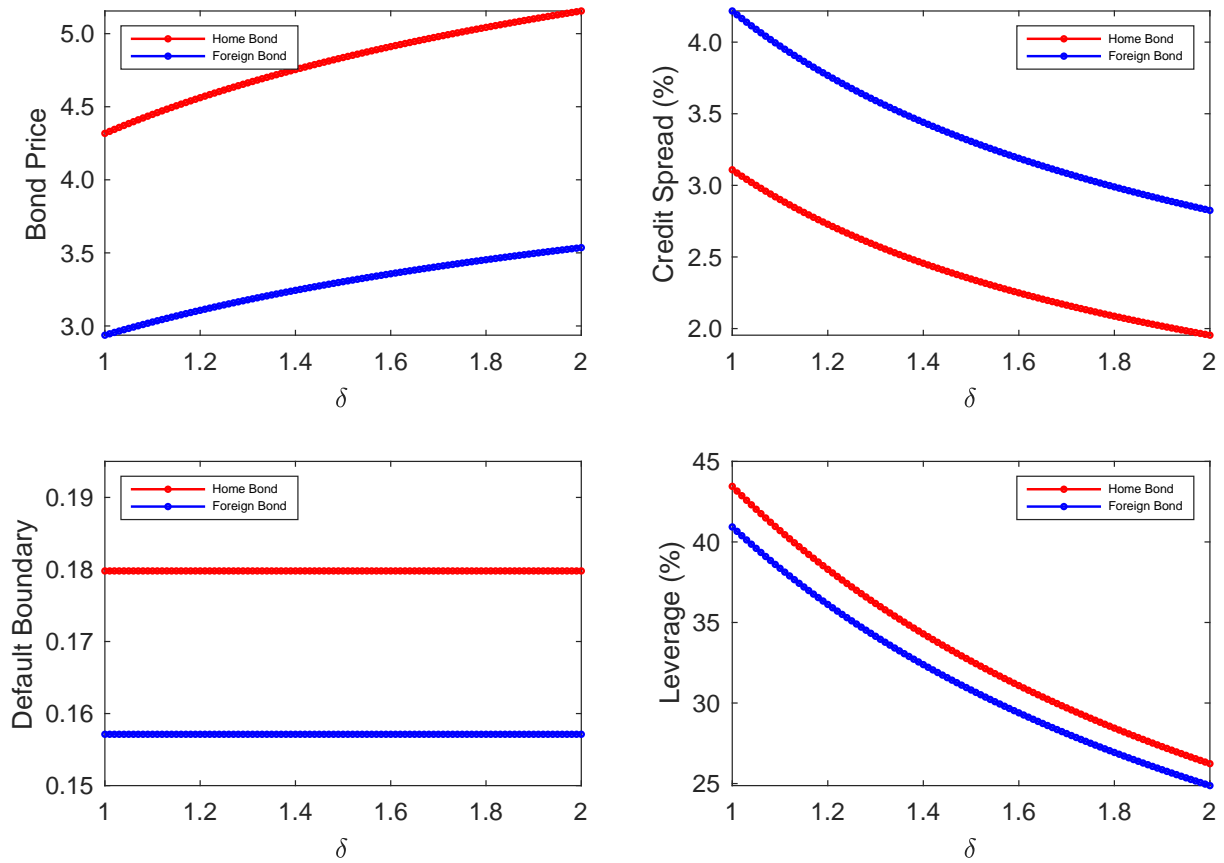 Bond Price
5.0
4.5
4.0
3.5
3.0
Home Bond
Foreign Bond
1 1.2 1.4 1.6 1.8 2
δ
Credit Spread (%)
4.0
3.5
3.0
2.5
2.0
Home Bond
Foreign Bond
1 1.2 1.4 1.6 1.8 2
δ
Default Boundary
0.19
0.18
0.17
0.16
0.15
Home Bond
Foreign Bond
1 1.2 1.4 1.6 1.8 2
δ
Leverage (%)
45
40
35
30
25
Home Bond
Foreign Bond
1 1.2 1.4 1.6 1.8 2
δ